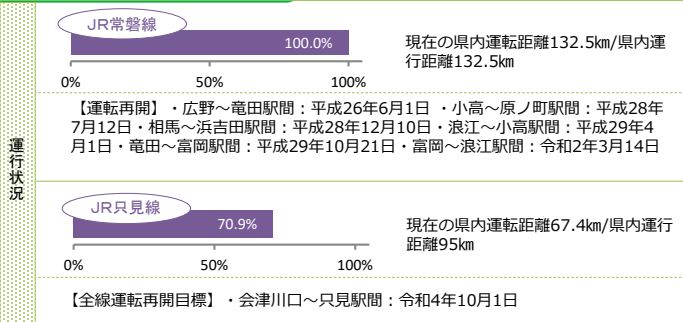 運行状況
JR常磐線
100.0%
0%
50%
100%
現在の県内運転距離132.5㎞/県内運
行距離132.5㎞
【運転再開】・広野～竜田駅間：平成26年6月1日 ・小高～原ノ町駅間：平成28年
7月12日・相馬～浜吉田駅間：平成28年12月10日・浪江～小高駅間：平成29年4
月1日・竜田～富岡駅間：平成29年10月21日・富岡～浪江駅間：令和2年3月14日
JR只見線
70.9%
0%
50%
100%
現在の県内運転距離67.4㎞/県内運行
距離95㎞
【全線運転再開目標】・会津川口～只見駅間：令和4年10月1日